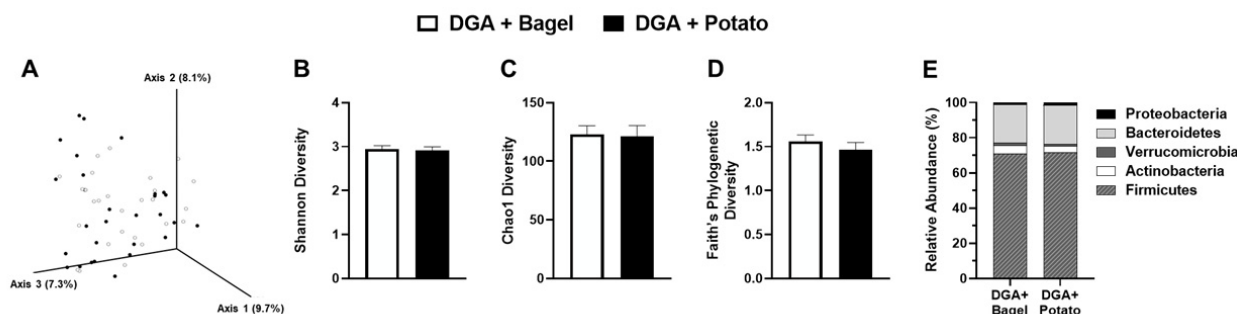 DGA + Bagel DGA + Potato
A
Axis 2 (8.1%)
Axis 3 (7.3%)
Axis 1 (9.7%)
B
Shannon Diversity
4
3
2
1
0
C
Chao1 Diversity
150
100
50
0
D
Faith's Phylogenetic
Diversity
2.0
1.5
1.0
0.5
0.0
E
Relative Abundance (%)
100
80
60
40
20
0
DGA+
Bagel
DGA+
Potato
Proteobacteria
Bacteroidetes
Verrucomicrobia
Actinobacteria
Firmicutes